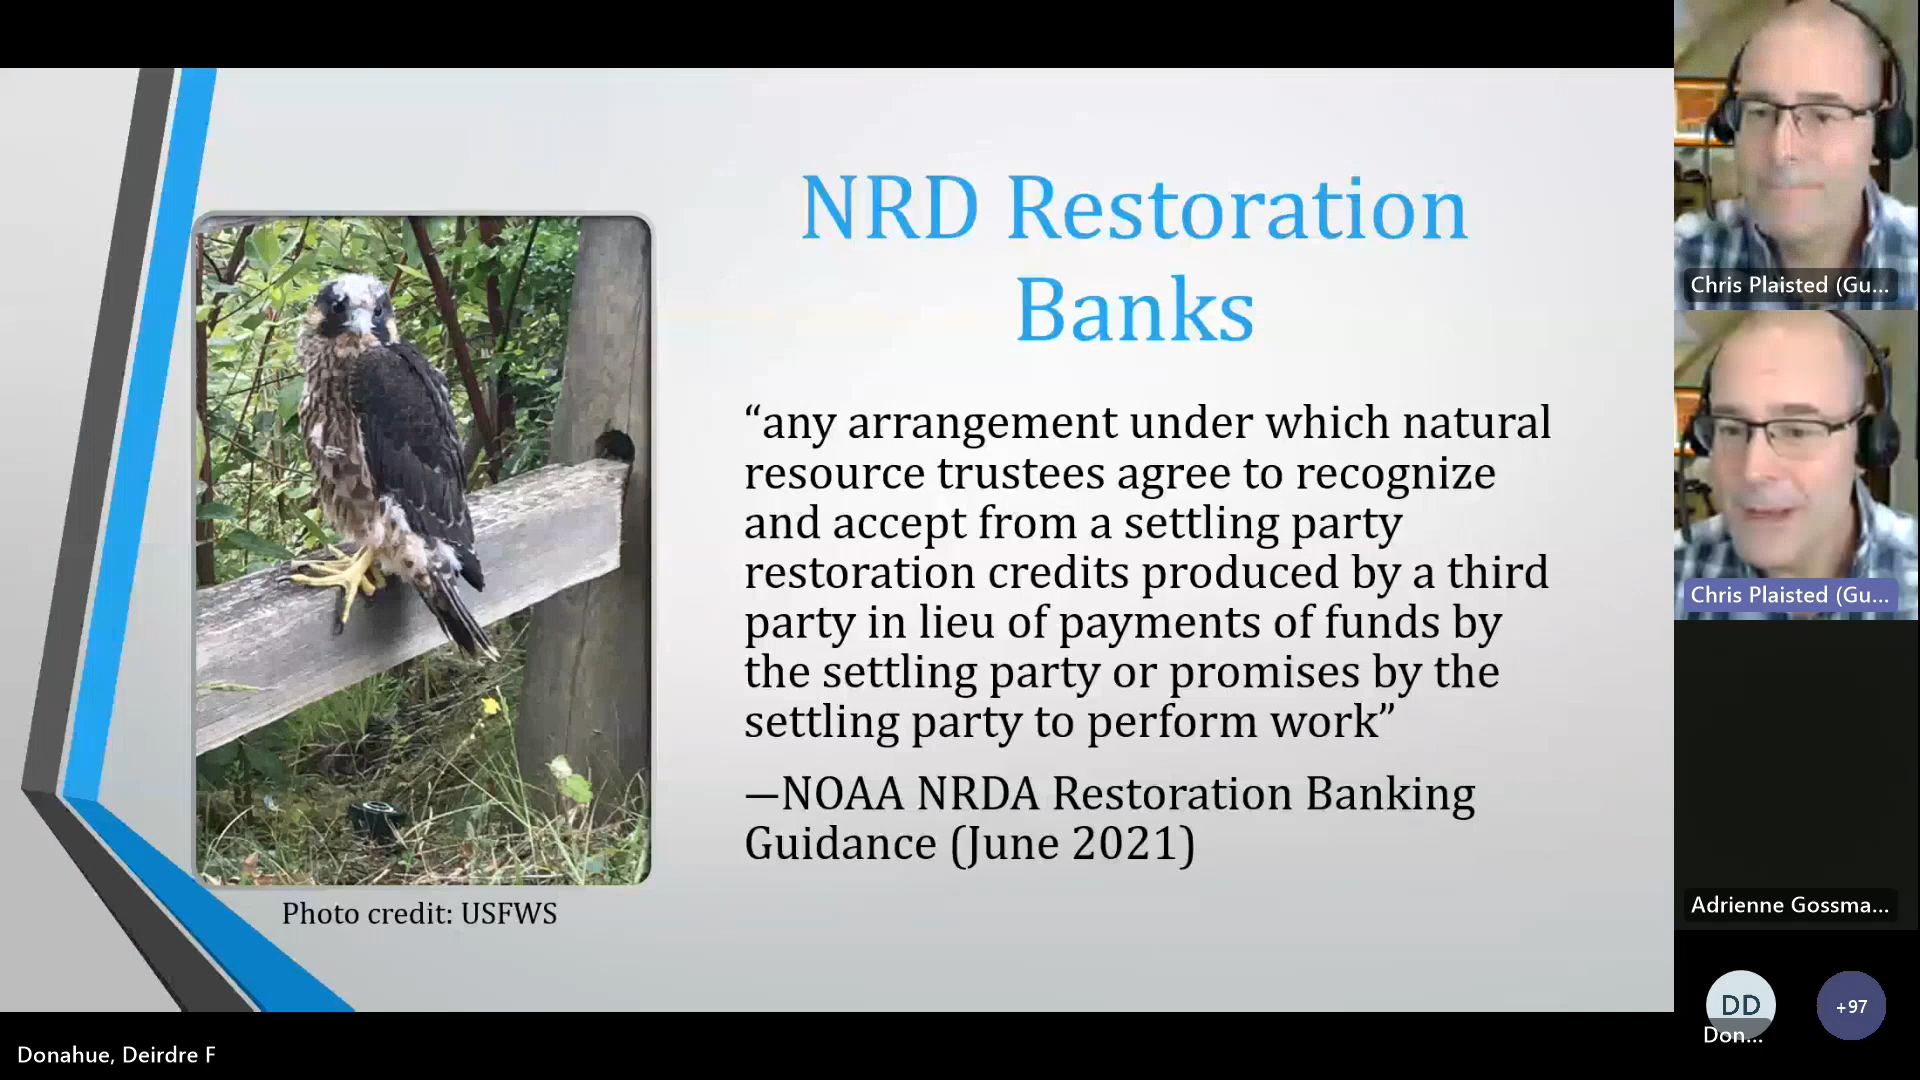 NRD Restoration
Banks
“any arrangement under which natural
resource trustees agree to recognize
and accept from a settling party
restoration credits produced by a third
party in lieu of payments of funds by
the settling party or promises by the
settling party to perform work”
—NOAA NRDA Restoration Banking
Guidance (June 2021)
Photo credit: USFWS
Chris Plaisted (Gu...
Chris Plaisted (Gu...
Adrienne Gossma...
DD
Don...
+97
Donahue, Deirdre F